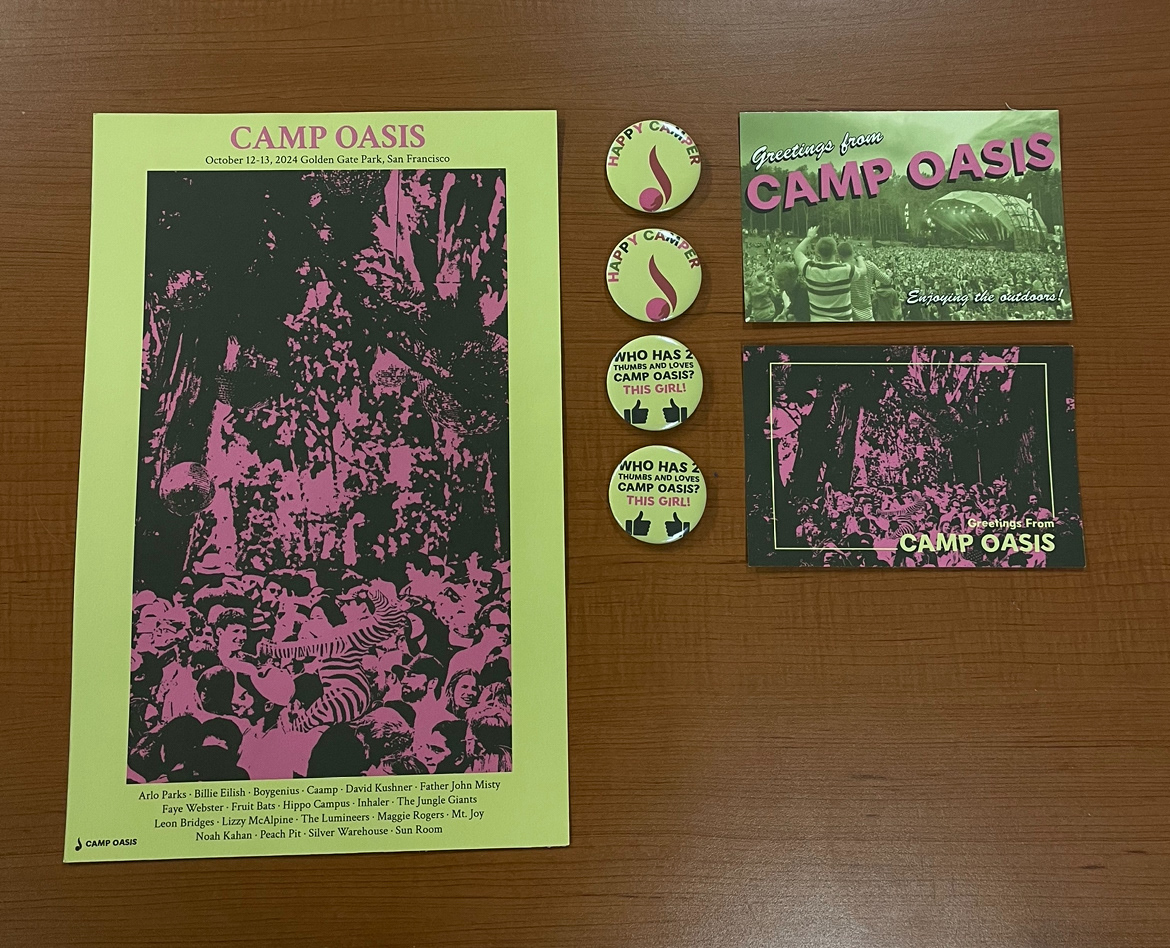 CAMP OASIS
October 12-13, 2024 Golden Gate Park, San Francisco
Arlo Parks · Billie Eilish · Boygenius · Caamp · David Kushner · Father John Misty
Faye Webster · Fruit Bats · Hippo Campus · Inhaler · The Jungle Giants
Leon Bridges · Lizzy McAlpine · The Lumineers · Maggie Rogers · Mt. Joy
Noah Kahan · Peach Pit · Silver Warehouse · Sun Room
CAMP OASIS
HAPPY CAMPER
HAPPY CAMPER
WHO HAS 2
THUMBS AND LOVES
CAMP OASIS?
THIS GIRL!
WHO HAS 2
THUMBS AND LOVES
CAMP OASIS?
THIS GIRL!
Greetings from
CAMP OASIS
Enjoying the outdoors!
Greetings From
CAMP OASIS